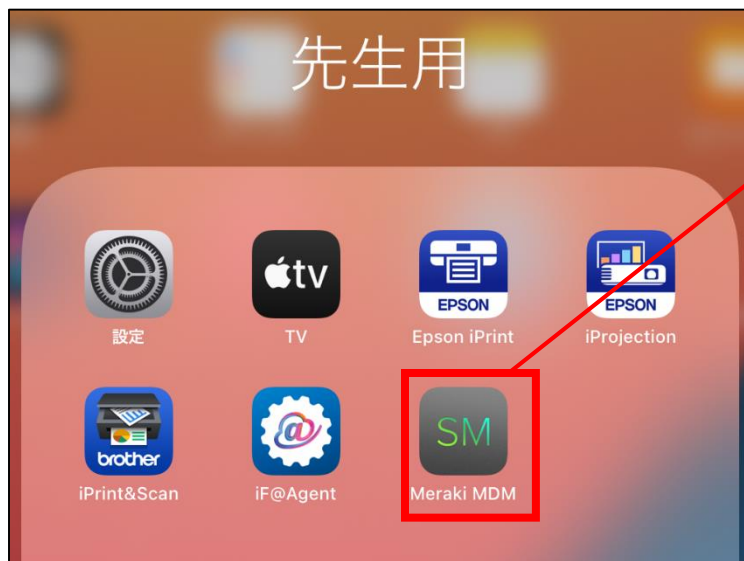 先生用
tv
EPSON
EPSON
設定
TV
Epson iPrint
iProjection
brother
@
SM
iPrint&Scan
iF@Agent
Meraki MDM